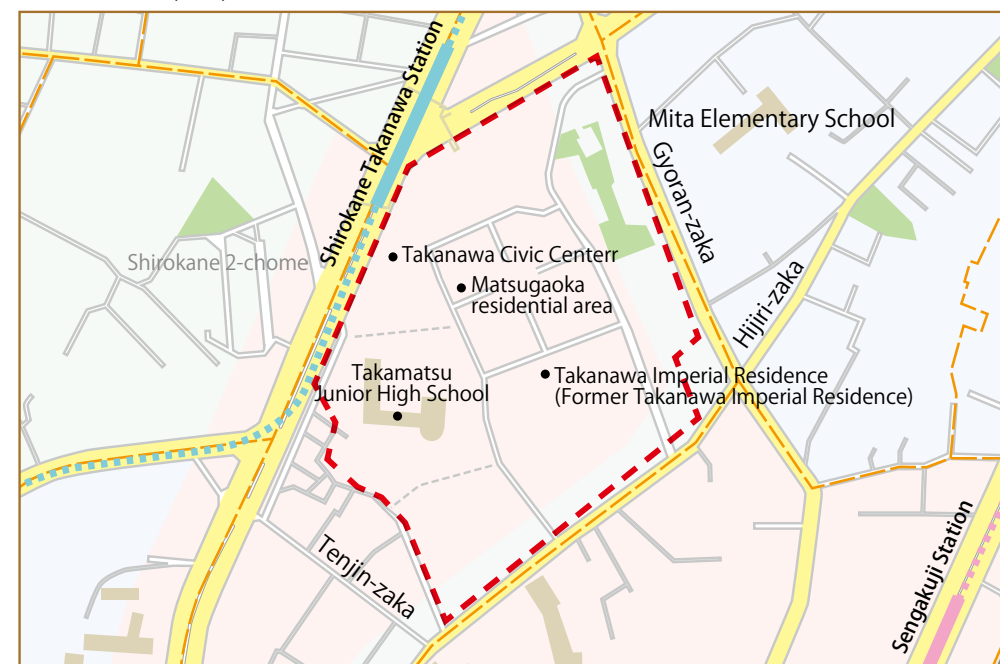 Shirokane Takanawa Station
Mita Elementary School
Gyoran-zaka
Shirokane 2-chome
Takanawa Civic Centerr
Matsugaoka
residential area
Hijiri-zaka
Takamatsu
Junior High School
Takanawa Imperial Residence
(Former Takanawa Imperial Residence)
Tenjin-zaka
Sengakuji Station